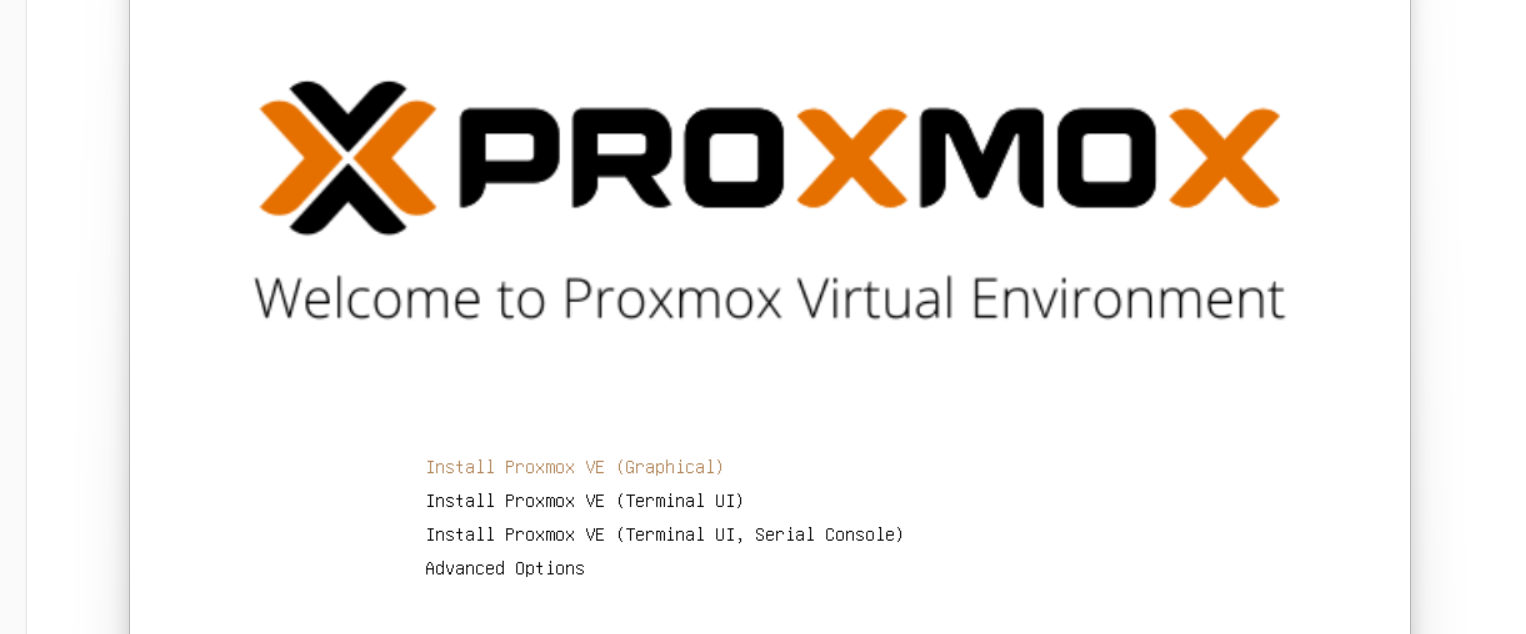 PROXMOX
Welcome to Proxmox Virtual Environment
Install Proxmox VE (Graphical)
Install Proxmox VE (Terminal UI)
Install Proxmox VE (Terminal UI, Serial Console)
Advanced Options